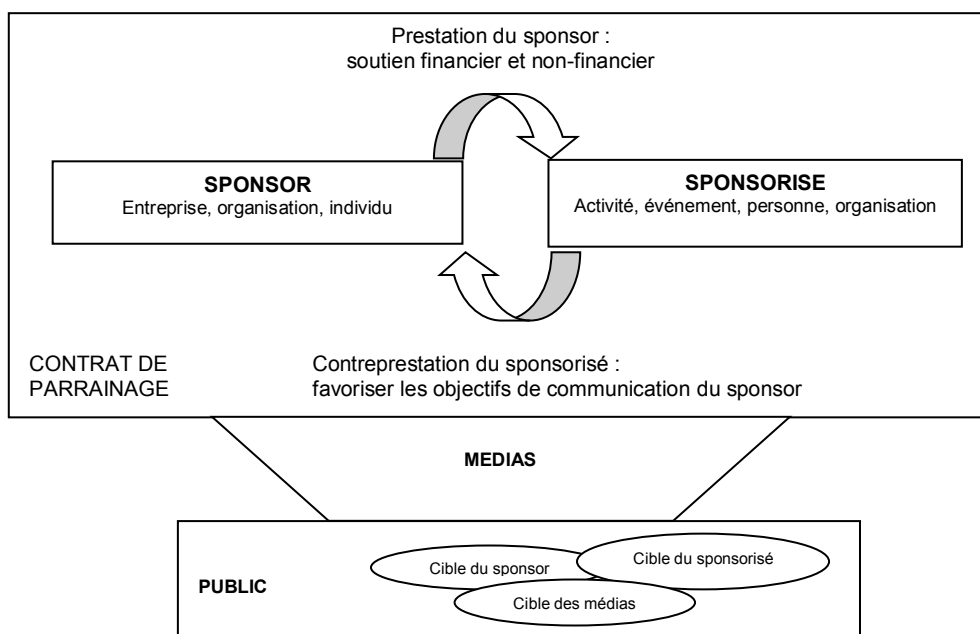 Prestation du sponsor :
soutien financier et non-financier
SPONSOR
Entreprise, organisation, individu
SPONSORISE
Activité, événement, personne, organisation
CONTRAT DE
PARRAINAGE
Contreprestation du sponsorisé :
favoriser les objectifs de communication du sponsor
MEDIAS
PUBLIC
Cible du sponsor
Cible du sponsorisé
Cible des médias